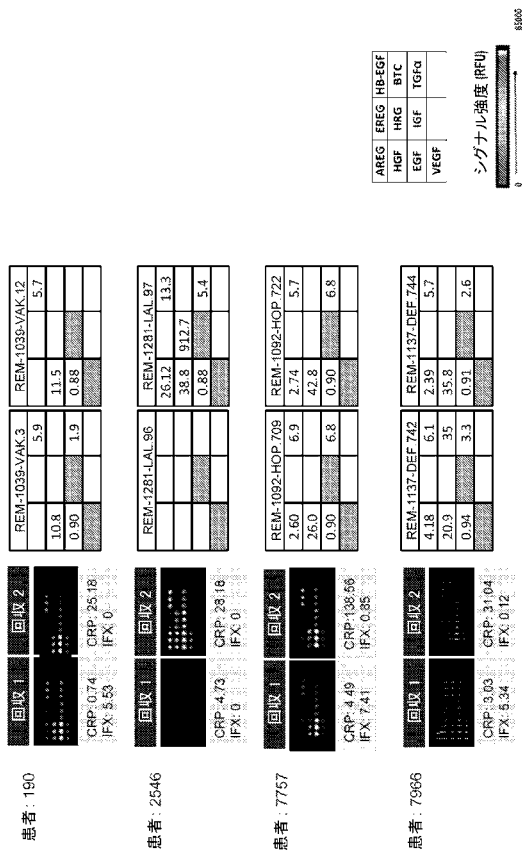 患者: 190
回収 1
回収 2
CRP: 0.74
IFX: 5.53
CRP: 25.18
IFX: 0
REM-1039-VAK.3
5.9
10.8
0.90
1.9
REM-1039-VAK.12
5.7
11.5
0.88
患者: 2546
回収 1
回収 2
CRP: 4.73
IFX: 0
CRP: 28.18
IFX: 0
REM-1281-LAL.96
REM-1281-LAL.97
26.12
13.3
38.8
912.7
0.88
5.4
患者: 7757
回収 1
回収 2
CRP: 4.49
IFX: 7.41
CRP: 138.56
IFX: 0.85
REM-1092-HOP.709
2.60
6.9
26.0
0.90
6.8
REM-1092-HOP.722
2.74
5.7
42.8
0.90
6.8
患者: 7966
回収 1
回収 2
CRP: 3.03
IFX: 5.34
CRP: 31.04
IFX: 0.12
REM-1137-DEF.742
4.18
6.1
20.9
35
0.94
3.3
REM-1137-DEF.744
2.39
5.7
35.8
0.91
2.6
AREG EREG HB-EGF
HGF HRG BTC
EGF IGF TGFα
VEGF
シグナル強度 (RFU)
0
65000